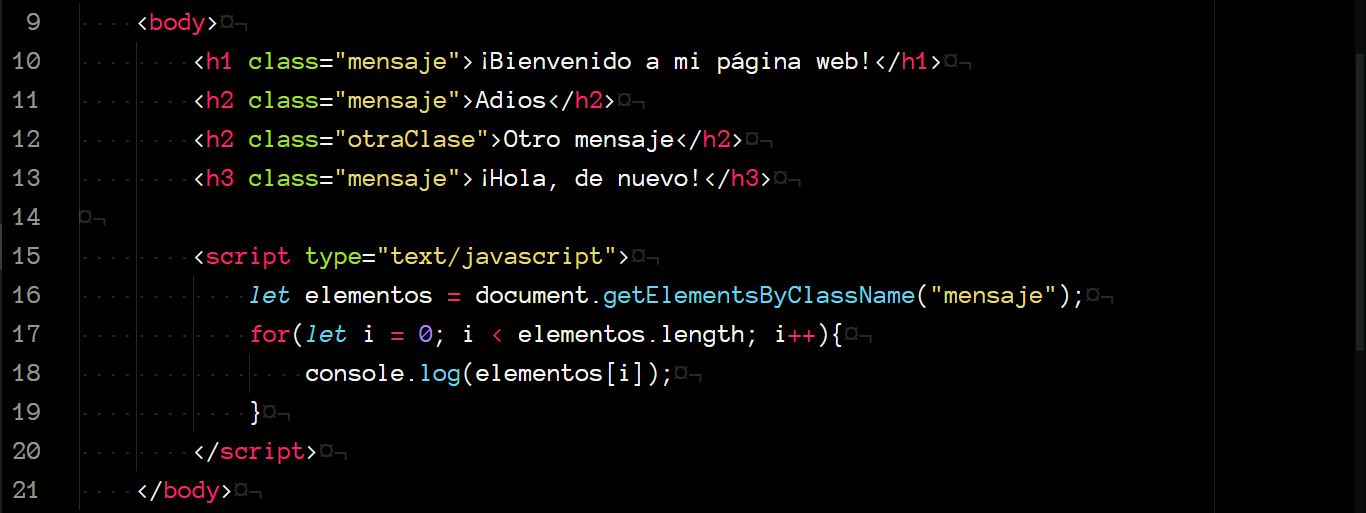 9 <body>
10 <h1 class="mensaje">¡Bienvenido a mi página web!</h1>
11 <h2 class="mensaje">Adios</h2>
12 <h2 class="otraClase">Otro mensaje</h2>
13 <h3 class="mensaje">¡Hola, de nuevo!</h3>
14
15 <script type="text/javascript">
16 let elementos = document.getElementsByClassName("mensaje");
17 for(let i = 0; i < elementos.length; i++){
18 console.log(elementos[i]);
19 }
20 </script>
21 </body>